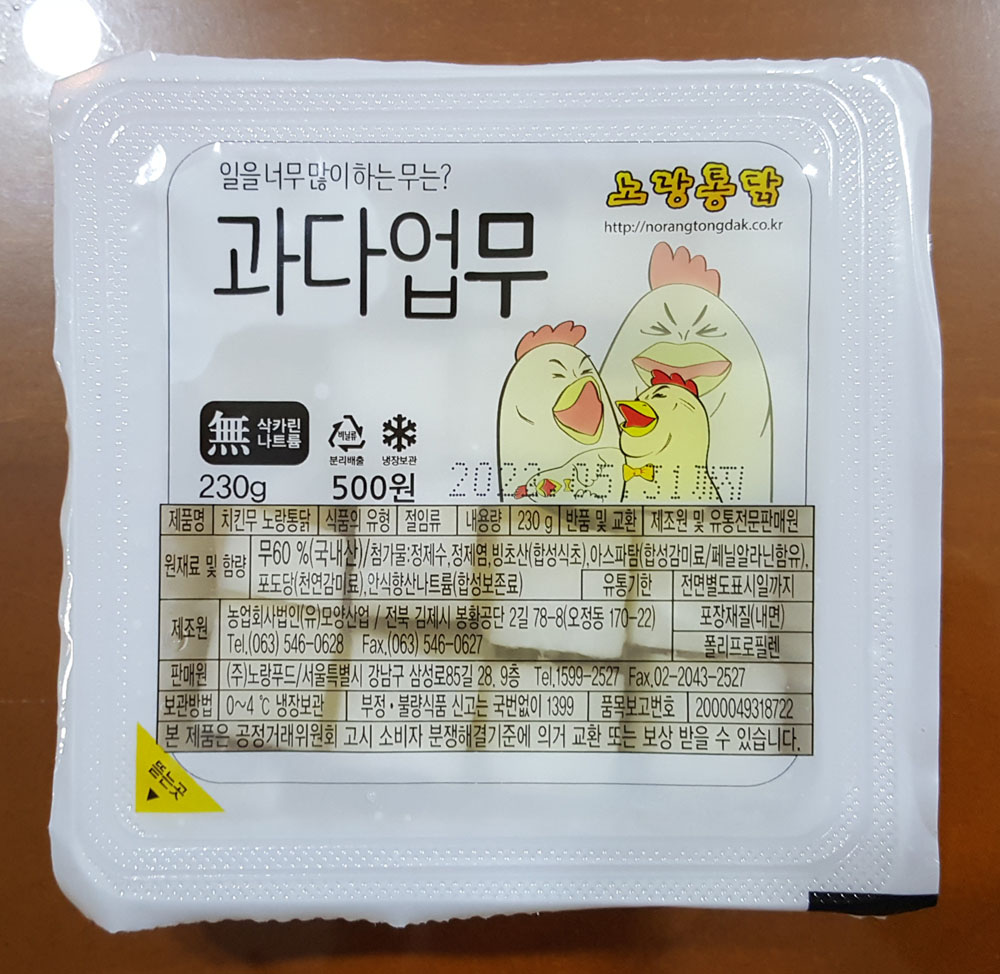 일을 너무 많이 하는 무는?
과다업무
노랑통닭
http://norangtongdak.co.kr
無 삭카린
나트륨
비닐류
분리배출 냉장보관
230g 500원
제품명 치킨무 노랑통닭 식품의 유형 절임류 내용량 230 g 반품 및 교환 제조원 및 유통전문판매원
원재료 및 함량 무60 %(국내산)/첨가물:정제수,정제염,빙초산(합성식초),아스파탐(합성감미료/페닐알라닌함유),
포도당(천연감미료),안식향산나트륨(합성보존료) 유통기한 전면별도표시일까지
제조원 농업회사법인(유)모양산업 / 전북 김제시 봉황공단 2길 78-8(오정동 170-22) 포장재질(내면)
Tel.(063) 546-0628 Fax.(063) 546-0627 폴리프로필렌
판매원 (주)노랑푸드/서울특별시 강남구 삼성로85길 28, 9층 Tel.1599-2527 Fax.02-2043-2527
보관방법 0~4 ℃ 냉장보관 부정·불량식품 신고는 국번없이 1399 품목보고번호 2000049318722
본 제품은 공정거래위원회 고시 소비자 분쟁해결기준에 의거 교환 또는 보상 받을 수 있습니다.
뜯는곳